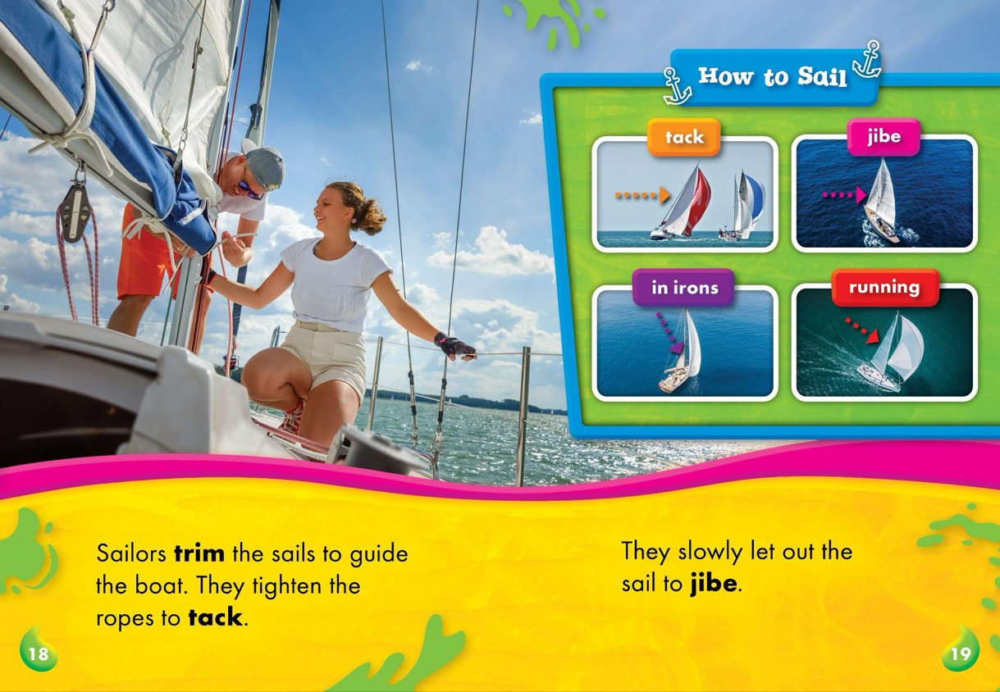 How to Sail
tack
jibe
in irons
running
Sailors trim the sails to guide
the boat. They tighten the
ropes to tack.
They slowly let out the
sail to jibe.
18
19